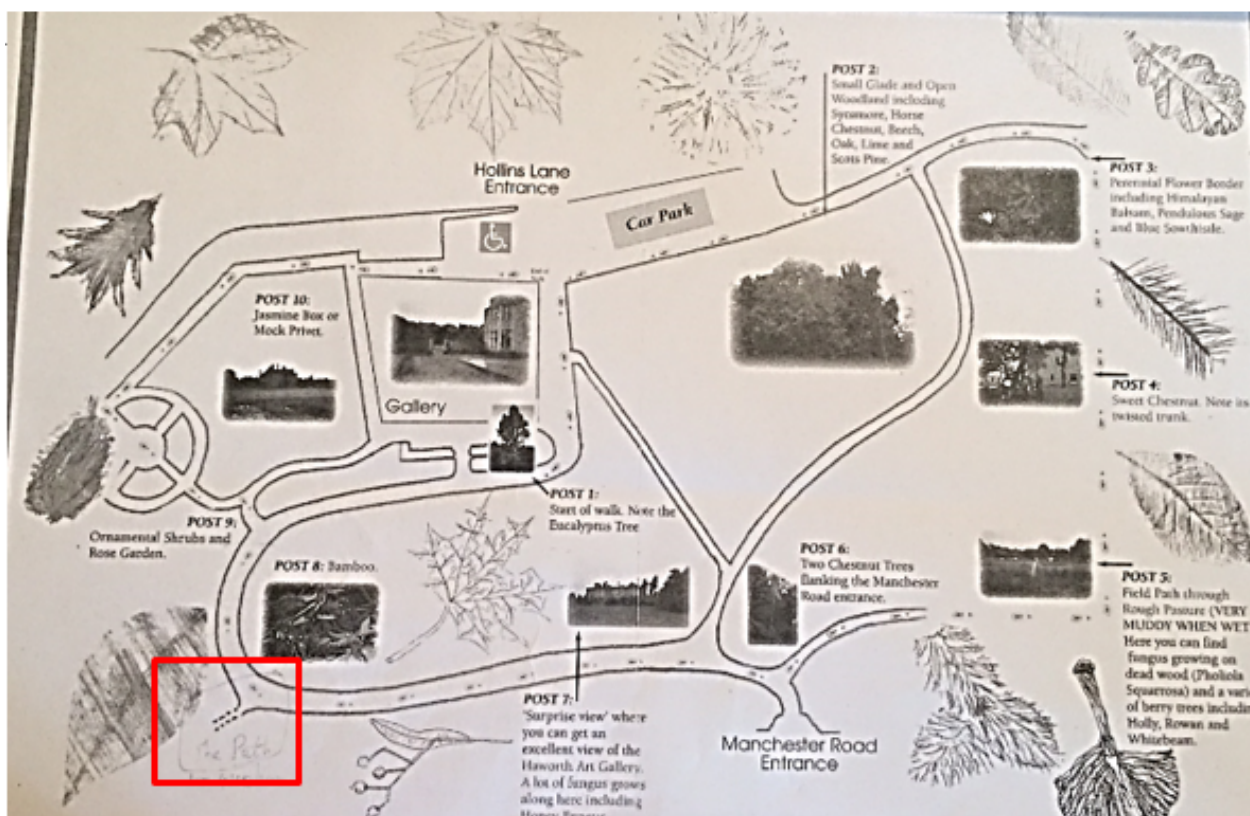 POST 2:
Small Glade and Open
Woodland including
Sycamore, Horse
Chestnut, Beech,
Oak, Lime and
Scots Pine.
Hollins Lane
Entrance
Car Park
POST 3:
Perennial Flower Border
including Himalayan
Balsam, Pendulous Sage
and Blue Sowthistle.
POST 10:
Jasmine Box or
Mock Privet.
Gallery
POST 4:
Sweet Chestnut. Note its
twisted trunk.
POST 1:
Start of walk. Note the
Eucalyptus Tree
POST 9:
Ornamental Shrubs and
Rose Garden.
POST 8: Bamboo.
POST 6:
Two Chestnut Trees
flanking the Manchester
Road entrance.
POST 5:
Field Path through
Rough Pasture (VERY
MUDDY WHEN WET
Here you can find
fungus growing on
dead wood (Pholiota
Squarrosa) and a vari
of berry trees includin
Holly, Rowan and
Whitebeam.
POST 7:
'Surprise view' where
you can get an
excellent view of the
Haworth Art Gallery.
A lot of fungus grows
along here including
Honey Fungus
Manchester Road
Entrance
the Path